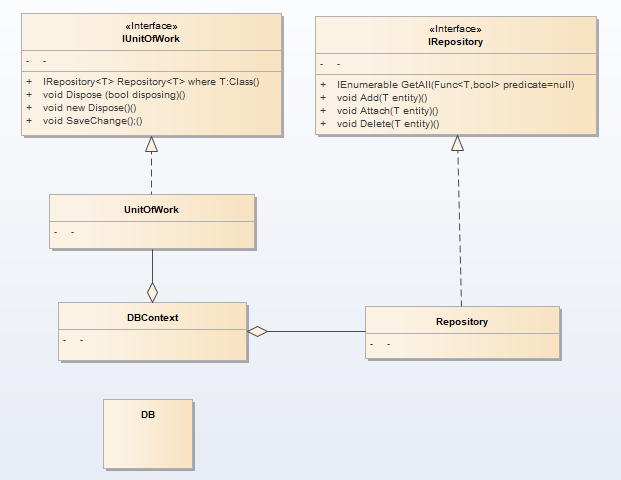 «Interface»
IUnitOfWork
- -
+ IRepository<T> Repository<T> where T:Class()
+ void Dispose (bool disposing)()
+ void new Dispose()()
+ void SaveChange();()
«Interface»
IRepository
- -
+ IEnumerable GetAll(Func<T,bool> predicate=null)
+ void Add(T entity)()
+ void Attach(T entity)()
+ void Delete(T entity)()
UnitOfWork
- -
DBContext
- -
Repository
- -
DB